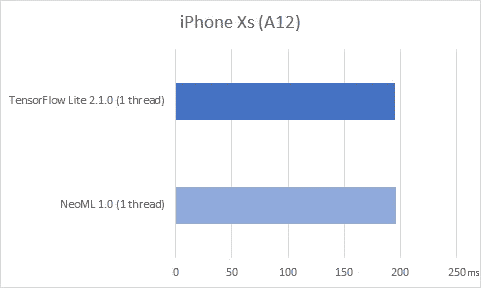 iPhone Xs (A12)
TensorFlow Lite 2.1.0 (1 thread)
NeoML 1.0 (1 thread)
0 50 100 150 200 250 ms